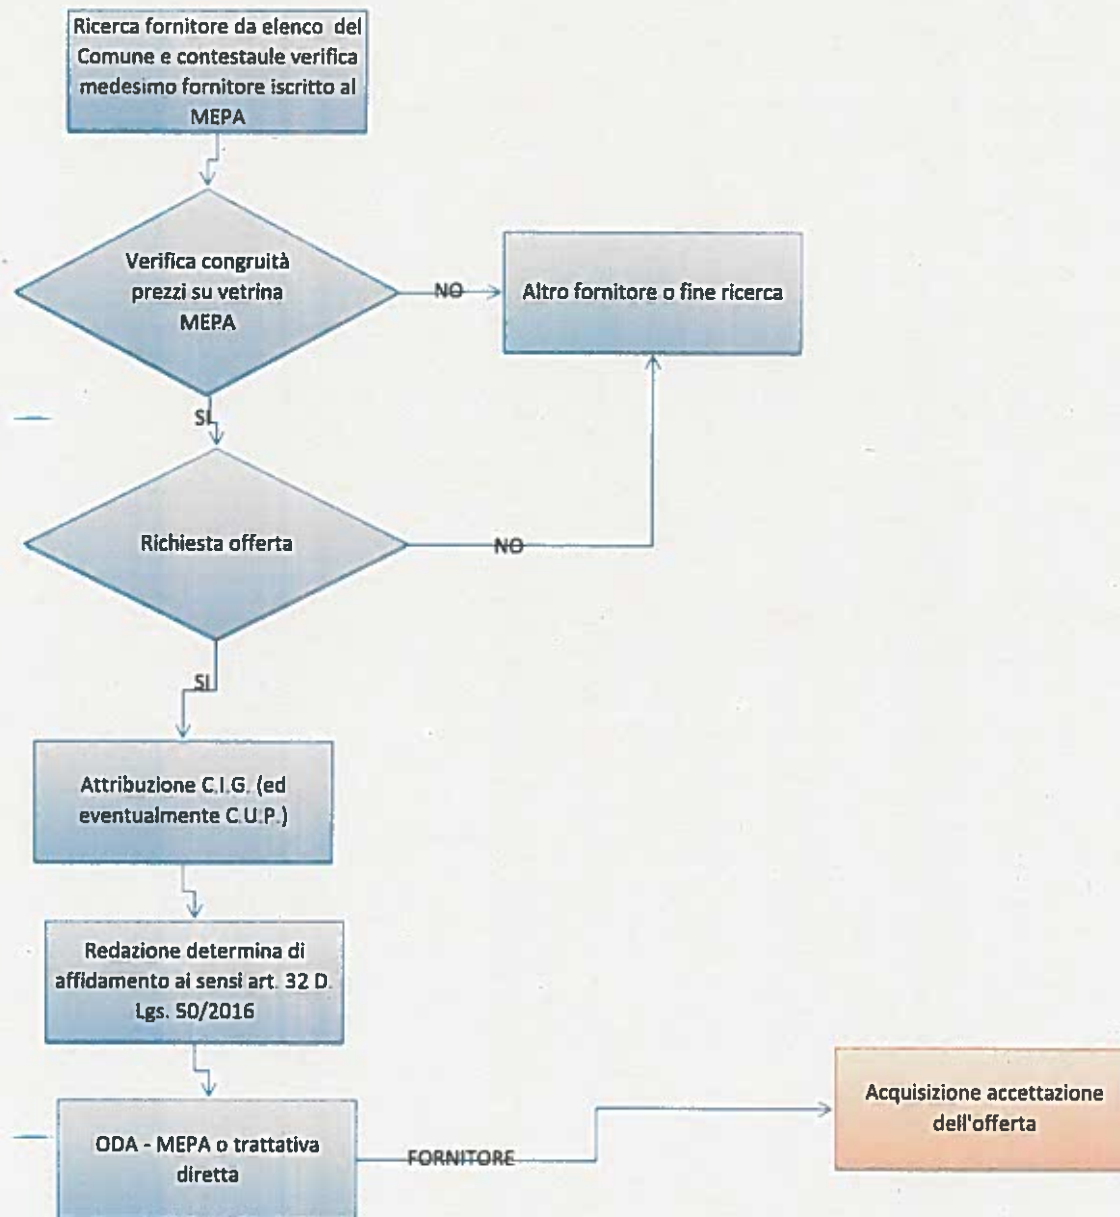 Ricerca fornitore da elenco del
Comune e contestaule verifica
medesimo fornitore iscritto al
MEPA
Verifica congruità
prezzi su vetrina
MEPA
NO
Altro fornitore o fine ricerca
SI
Richiesta offerta
NO
SI
Attribuzione C.I.G. (ed
eventualmente C.U.P.)
Redazione determina di
affidamento ai sensi art. 32 D.
Lgs. 50/2016
ODA - MEPA o trattativa
diretta
FORNITORE
Acquisizione accettazione
dell'offerta